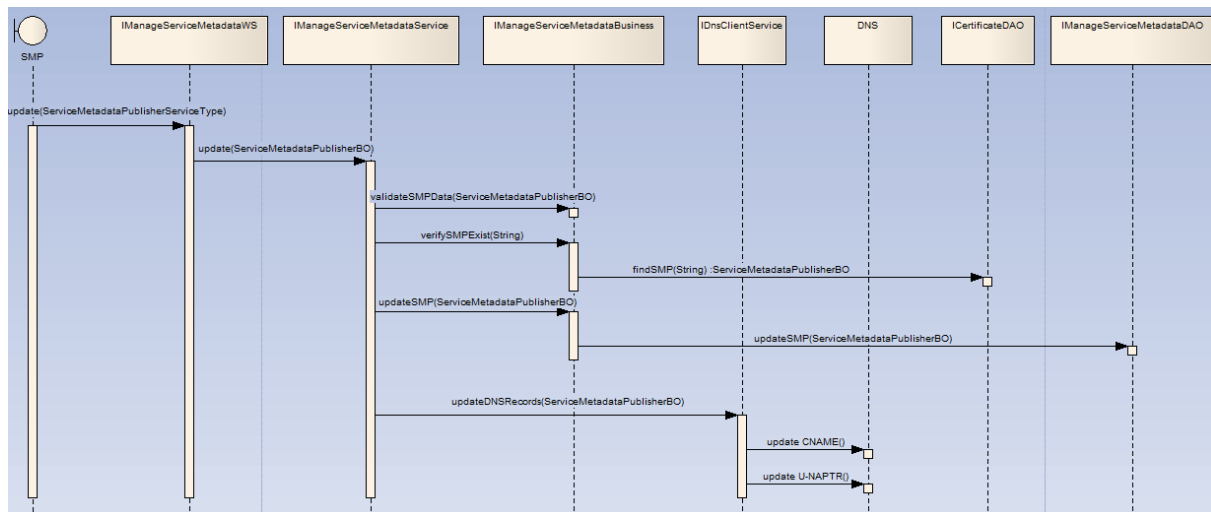 IManageServiceMetadataWS
IManageServiceMetadataService
IManageServiceMetadataBusiness
IDnsClientService
DNS
ICertificateDAO
IManageServiceMetadataDAO
SMP
update(ServiceMetadataPublisherServiceType)
update(ServiceMetadataPublisherBO)
validateSMPData(ServiceMetadataPublisherBO)
verifySMPExist(String)
findSMP(String) :ServiceMetadataPublisherBO
updateSMP(ServiceMetadataPublisherBO)
updateSMP(ServiceMetadataPublisherBO)
updateDNSRecords(ServiceMetadataPublisherBO)
update CNAME()
update U-NAPTR()